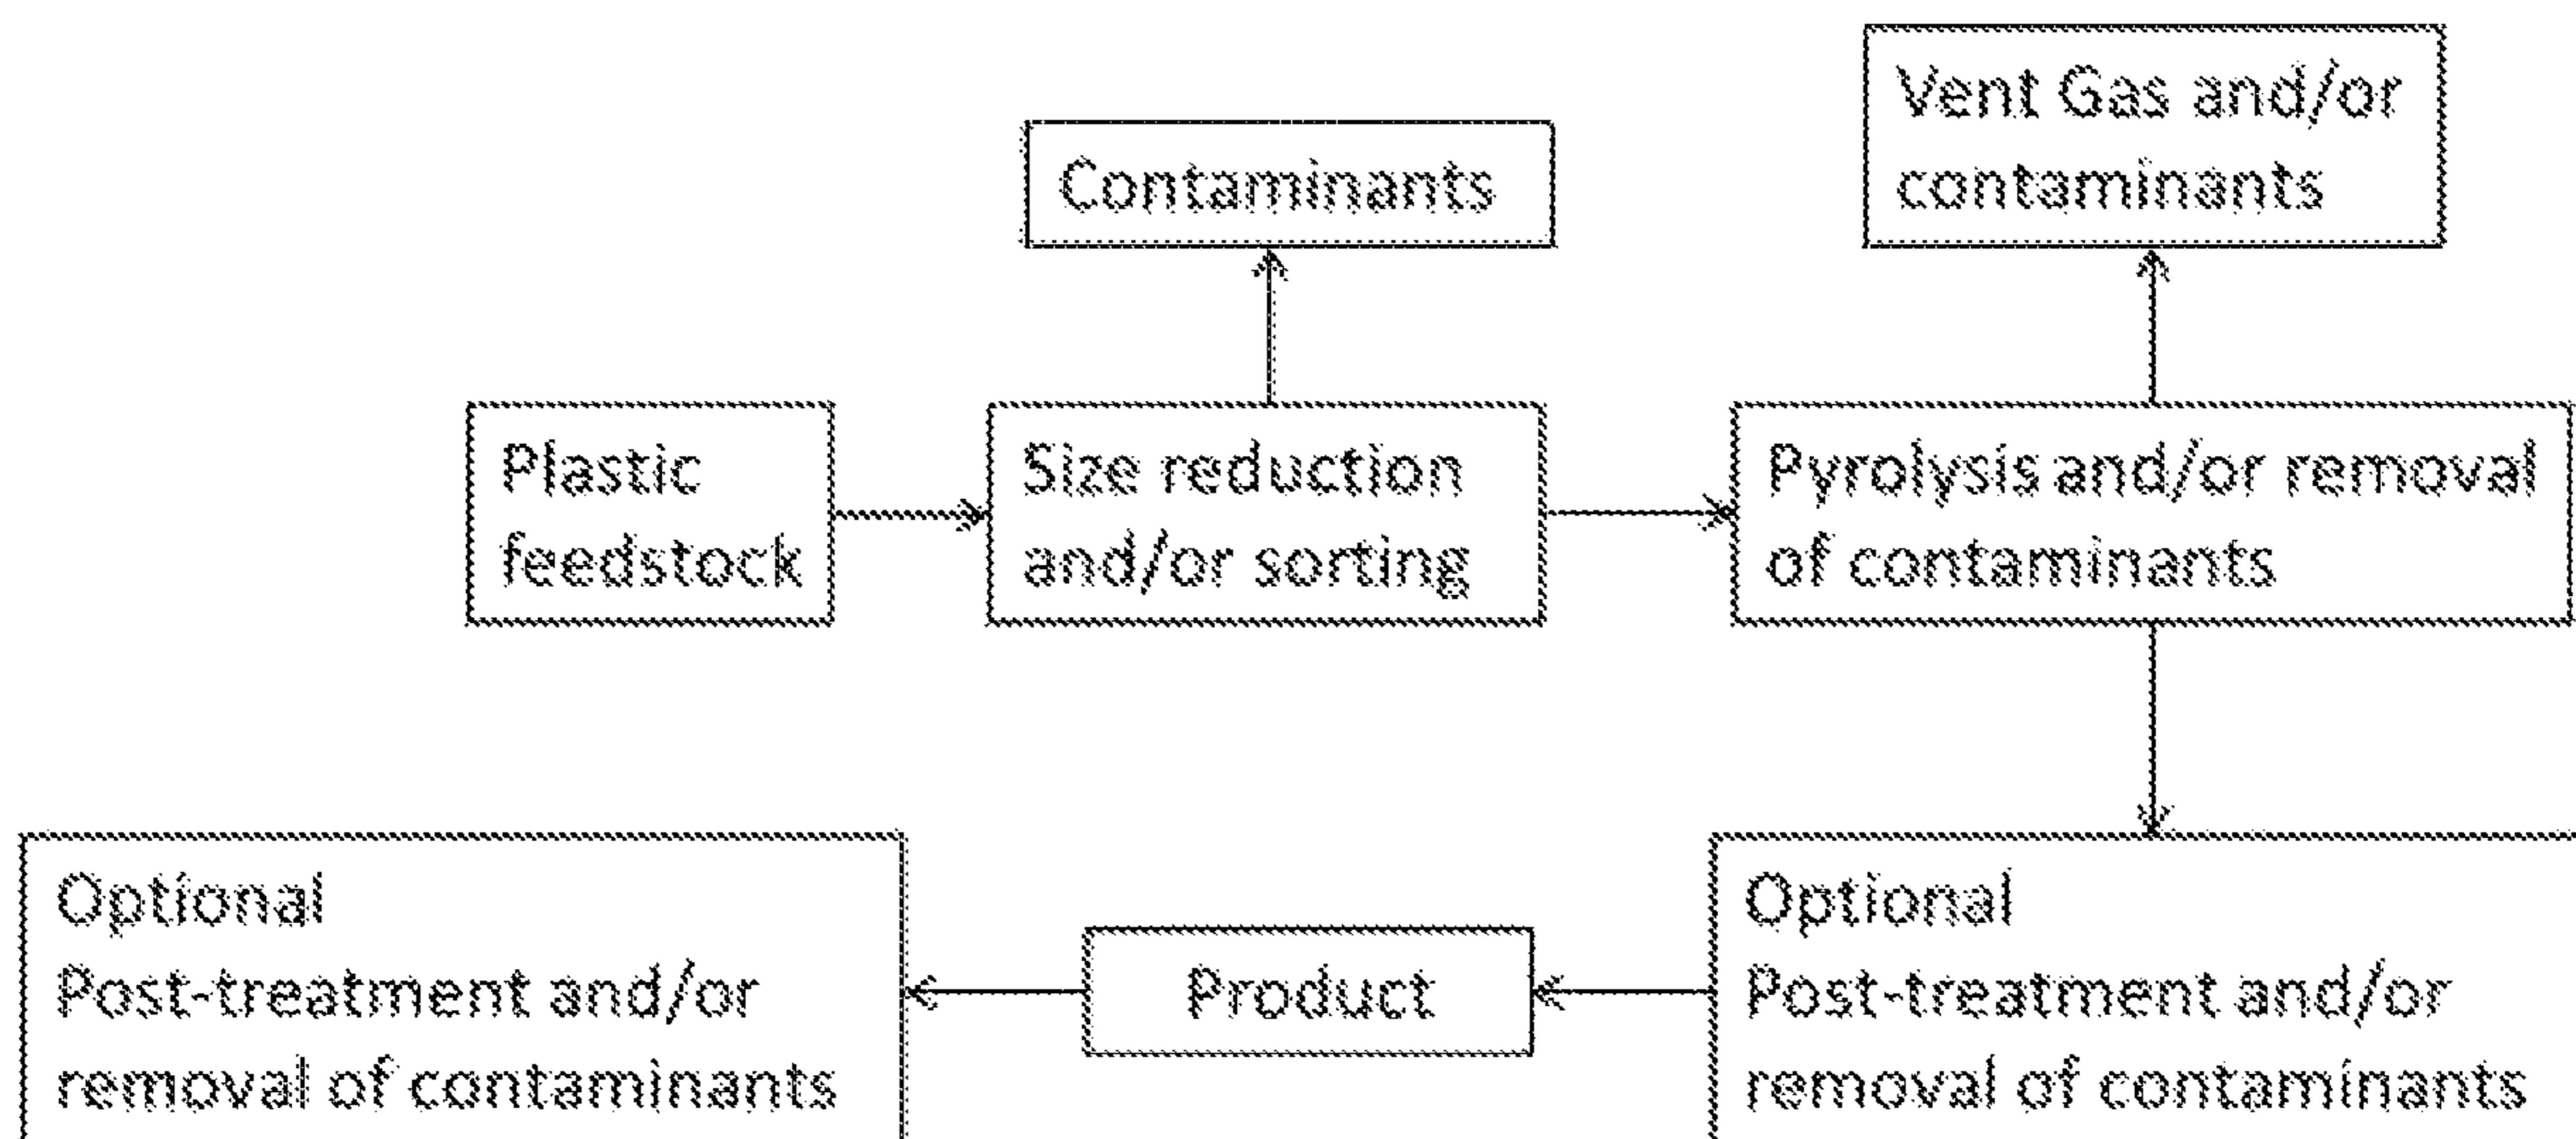 Vent Gas and/or
contaminants
Contaminants
Plastic
feedstock
Size reduction
and/or sorting
Pyrolysis and/or removal
of contaminants
Optional
Post-treatment and/or
removal of contaminants
Product
Optional
Post-treatment and/or
removal of contaminants